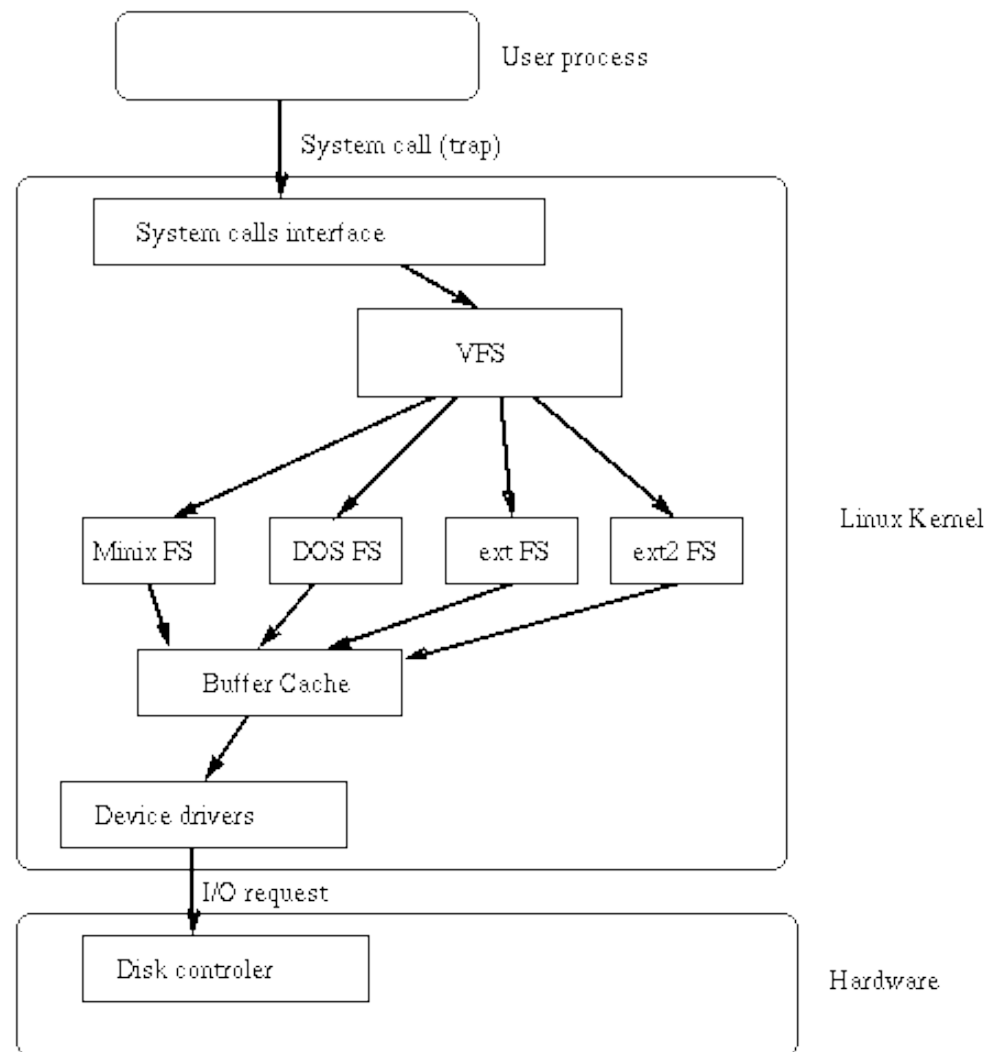 User process
System call (trap)
System calls interface
VFS
Linux Kernel
Minix FS
DOS FS
ext FS
ext2 FS
Buffer Cache
Device drivers
I/O request
Disk controler
Hardware